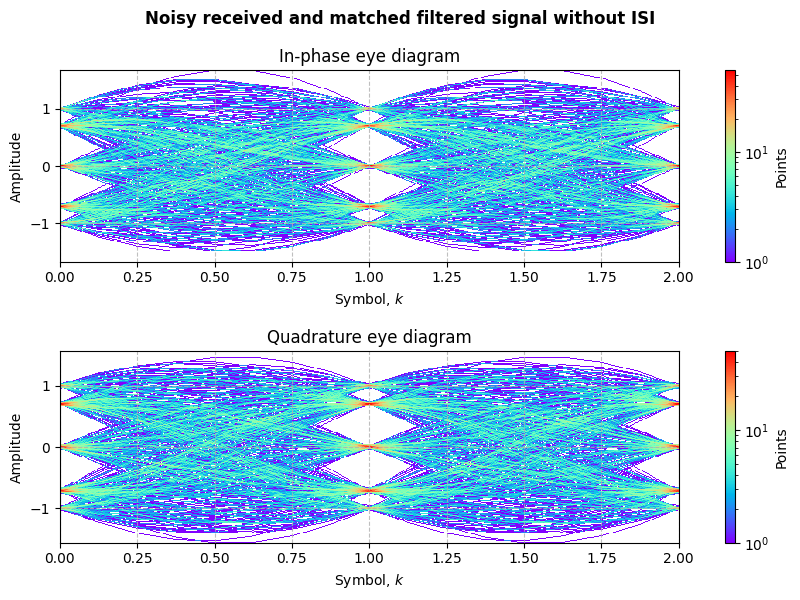 Noisy received and matched filtered signal without ISI
In-phase eye diagram
Amplitude
1
0
−1
0.00 0.25 0.50 0.75 1.00 1.25 1.50 1.75 2.00
Symbol, k
10¹
10⁰
Points
Quadrature eye diagram
Amplitude
1
0
−1
0.00 0.25 0.50 0.75 1.00 1.25 1.50 1.75 2.00
Symbol, k
10¹
10⁰
Points